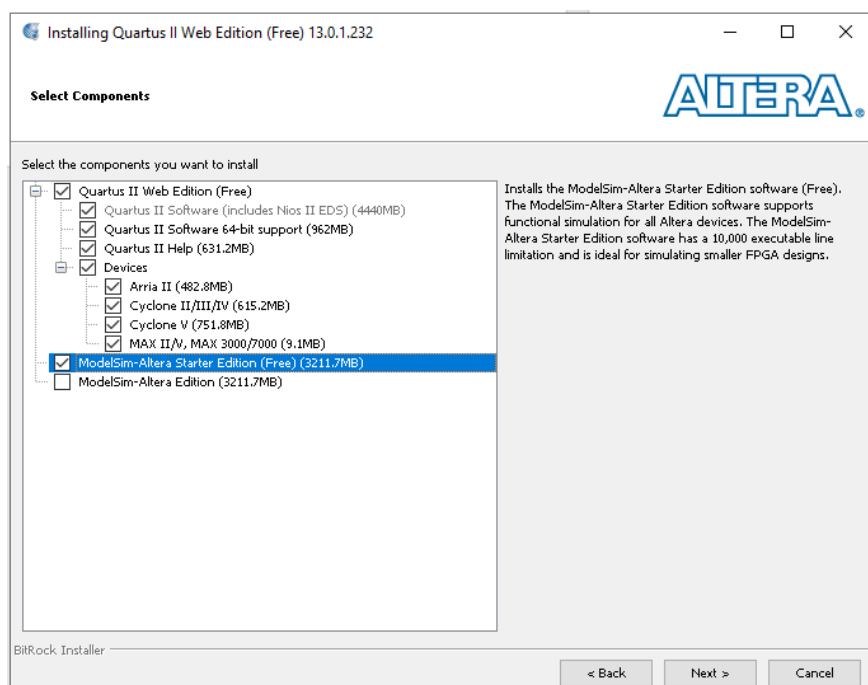 Installing Quartus II Web Edition (Free) 13.0.1.232
Select Components
ALTERA®
Select the components you want to install
Quartus II Web Edition (Free)
Quartus II Software (includes Nios II EDS) (4440MB)
Quartus II Software 64-bit support (962MB)
Quartus II Help (631.2MB)
Devices
Arria II (482.8MB)
Cyclone II/III/IV (615.2MB)
Cyclone V (751.8MB)
MAX II/V, MAX 3000/7000 (9.1MB)
ModelSim-Altera Starter Edition (Free) (3211.7MB)
ModelSim-Altera Edition (3211.7MB)
Installs the ModelSim-Altera Starter Edition software (Free).
The ModelSim-Altera Starter Edition software supports
functional simulation for all Altera devices. The ModelSim-
Altera Starter Edition software has a 10,000 executable line
limitation and is ideal for simulating smaller FPGA designs.
BitRock Installer
< Back
Next >
Cancel